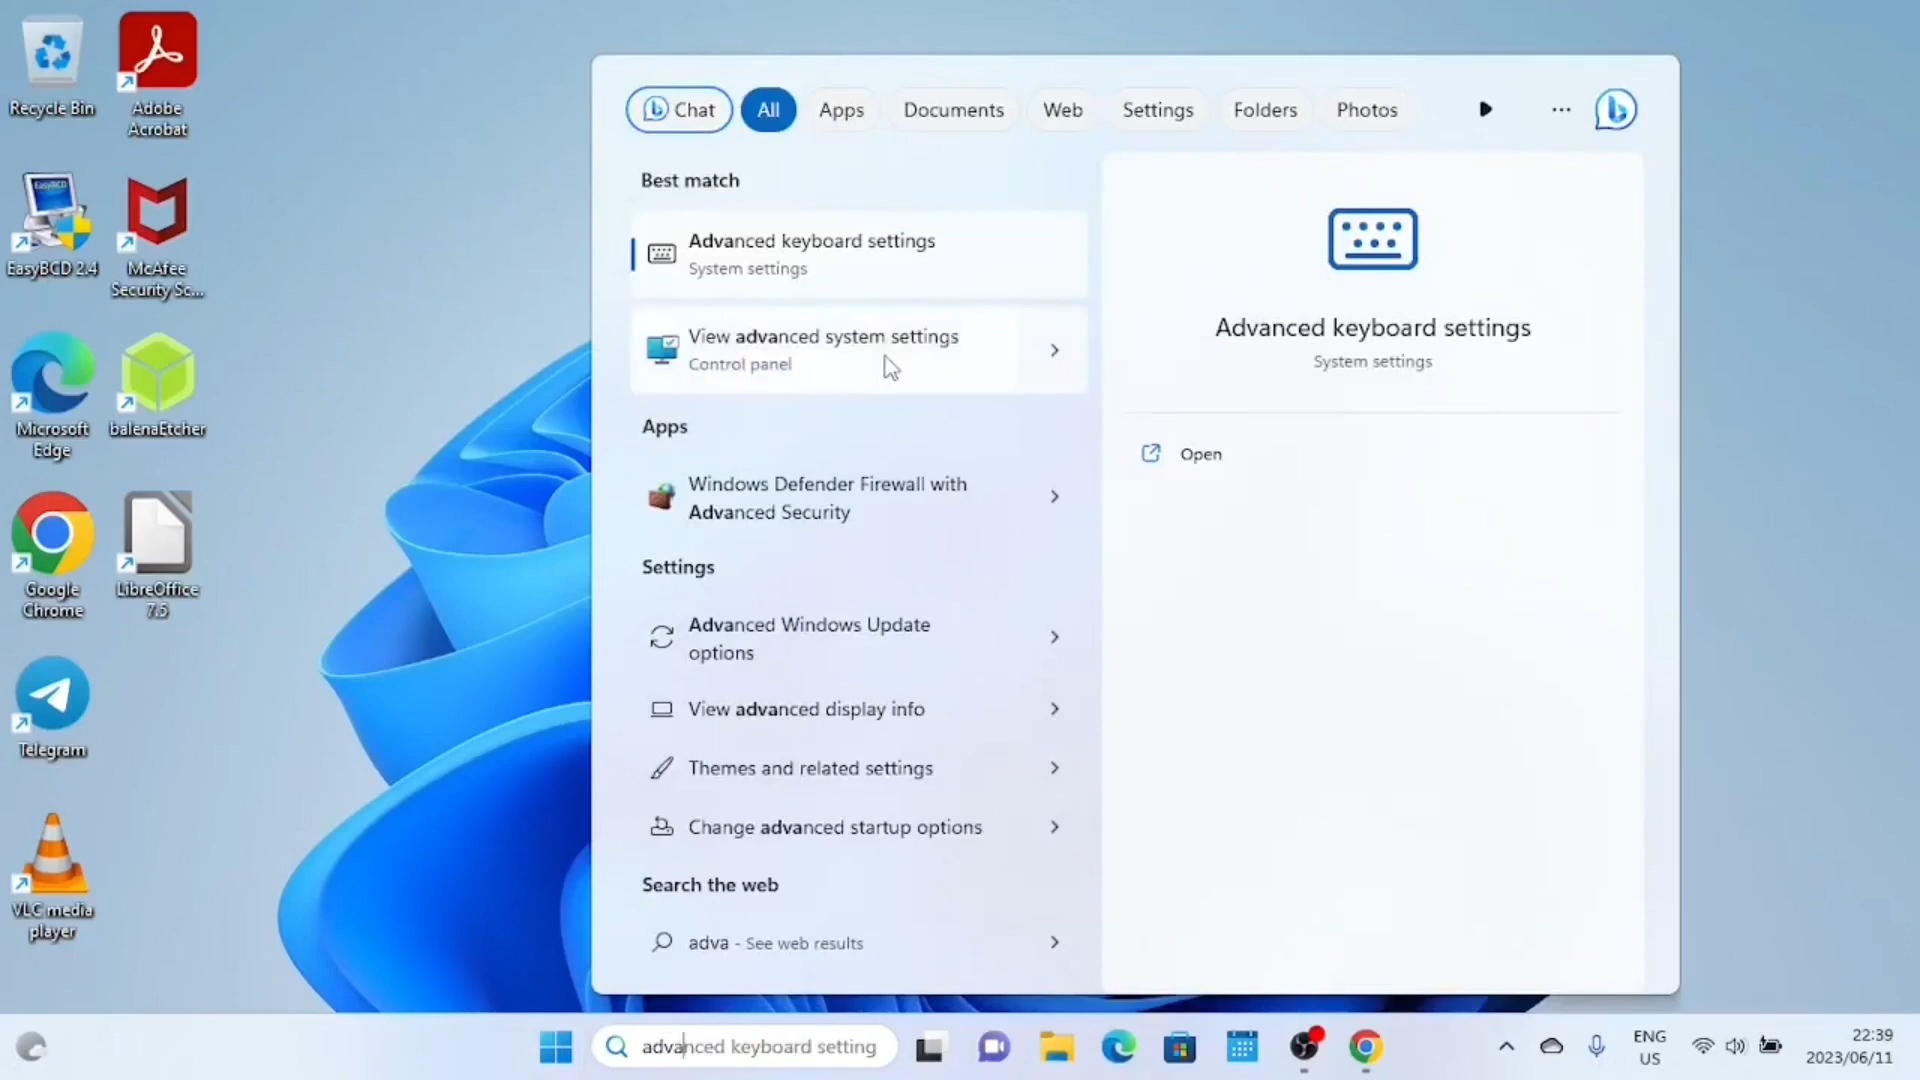 Recycle Bin
Adobe
Acrobat
EasyBCD
EasyBCD 2.4
McAfee
Security Sc...
Microsoft
Edge
balenaEtcher
Google
Chrome
LibreOffice
7.5
Telegram
VLC media
player
Chat
All
Apps
Documents
Web
Settings
Folders
Photos
...
Best match
Advanced keyboard settings
System settings
View advanced system settings
Control panel
Apps
Windows Defender Firewall with
Advanced Security
Settings
Advanced Windows Update
options
View advanced display info
Themes and related settings
Change advanced startup options
Search the web
adva - See web results
Advanced keyboard settings
System settings
Open
advanced keyboard setting
ENG
US
22:39
2023/06/11